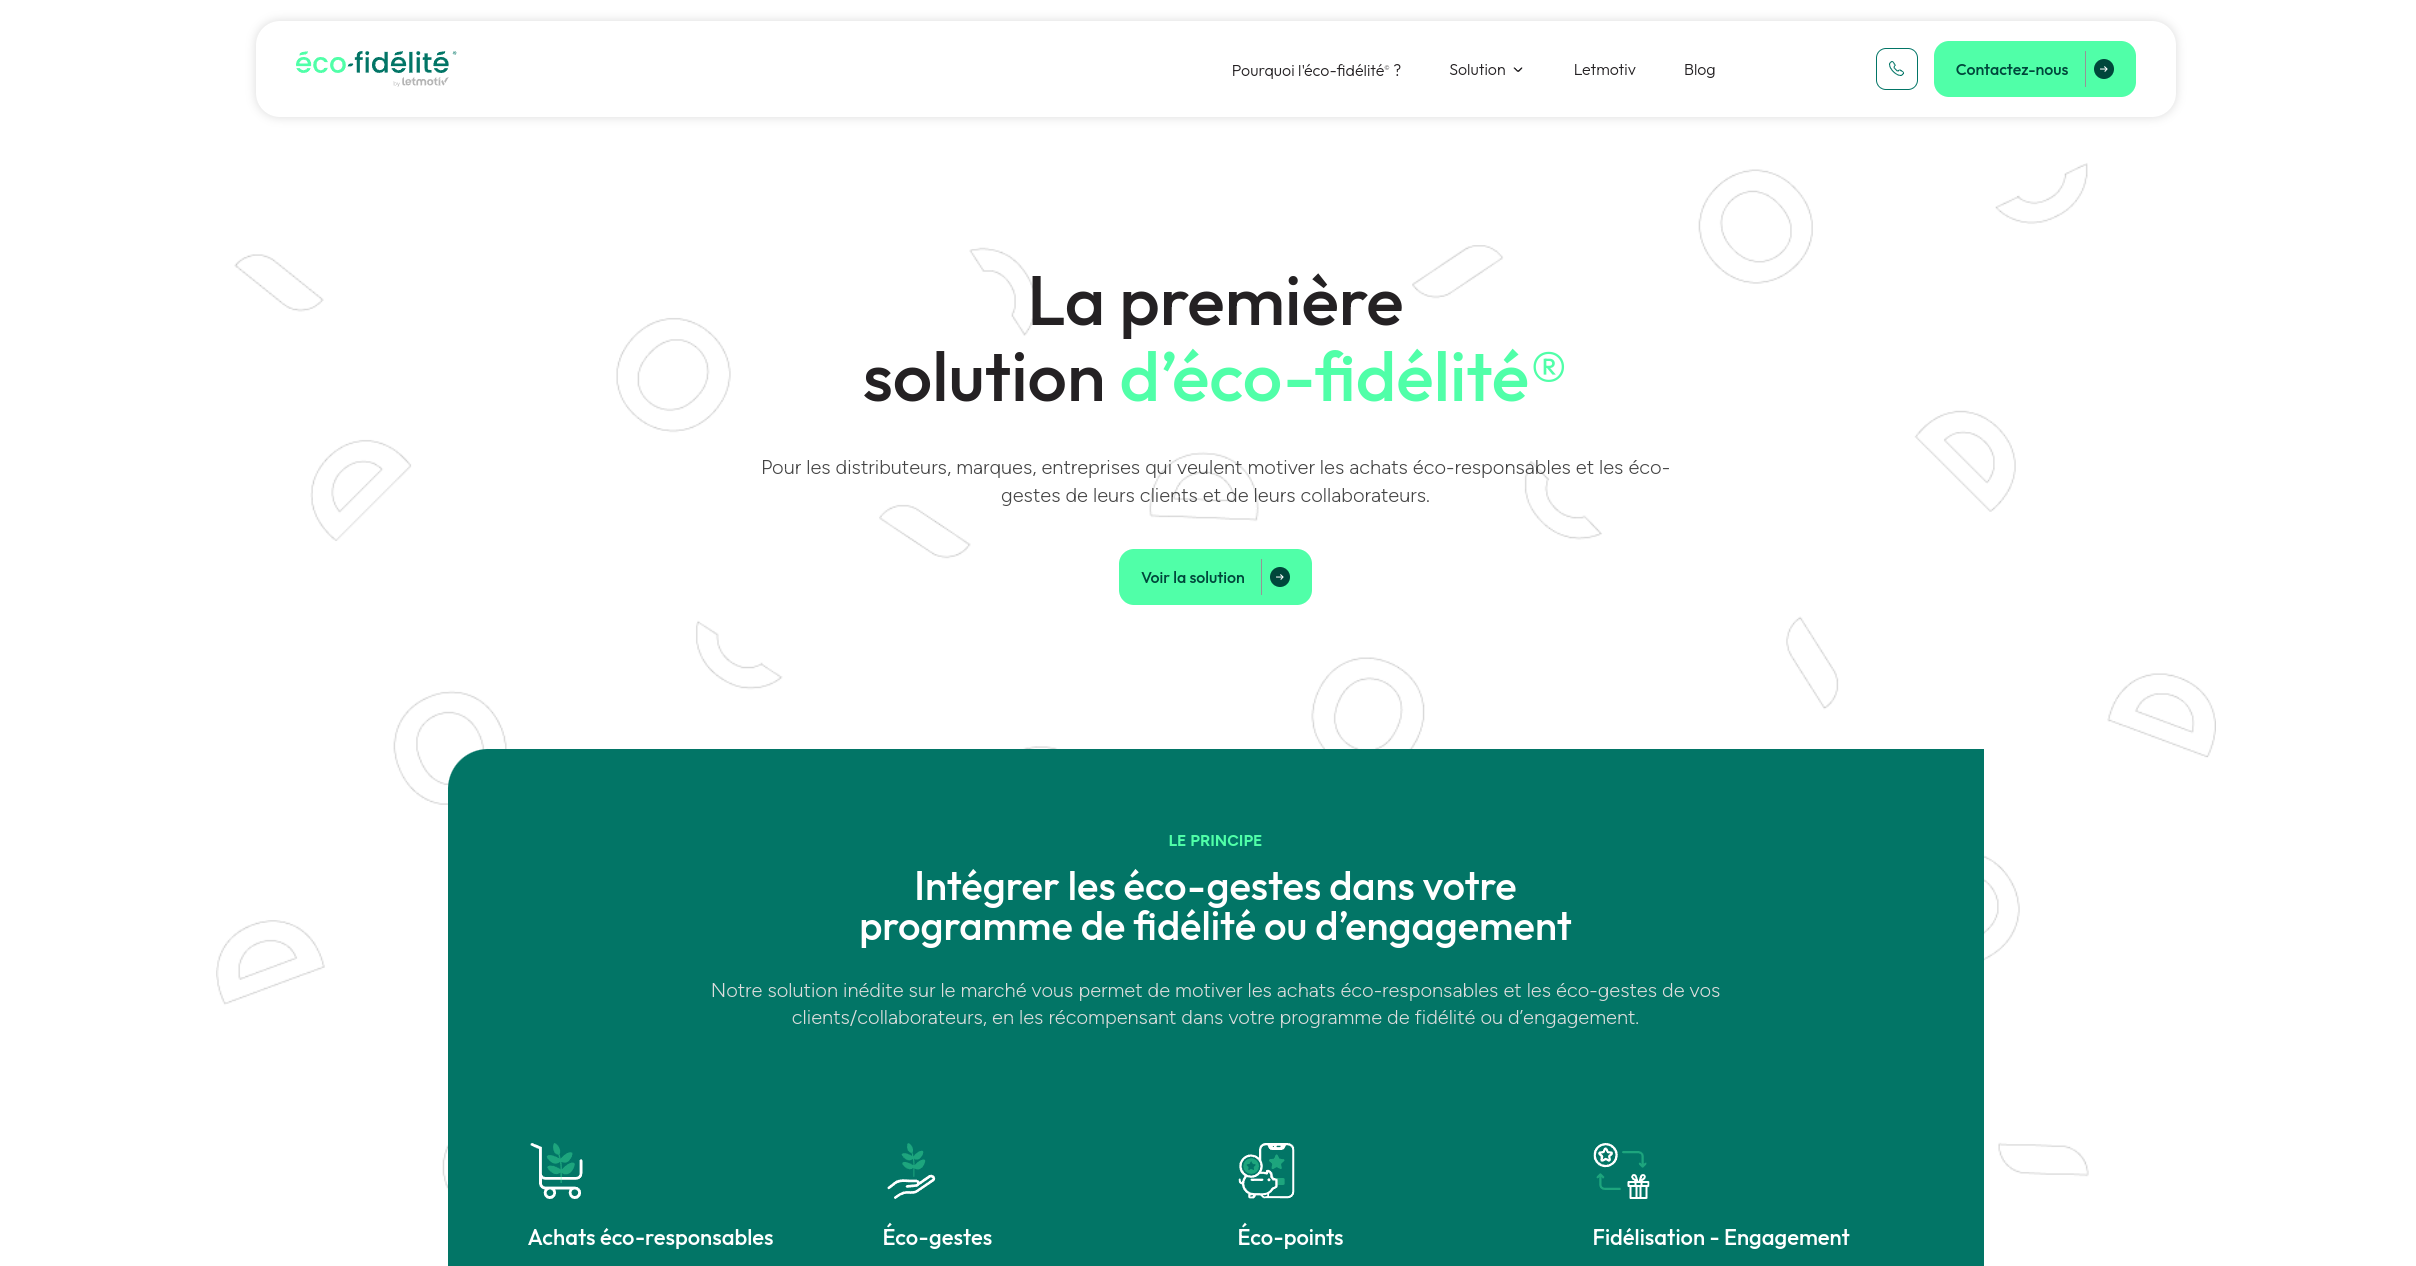 éco-fidélité®
by letmotiv
Pourquoi l'éco-fidélité® ?
Solution
Letmotiv
Blog
Contactez-nous
La première
solution d’éco-fidélité®
Pour les distributeurs, marques, entreprises qui veulent motiver les achats éco-responsables et les éco-
gestes de leurs clients et de leurs collaborateurs.
Voir la solution
LE PRINCIPE
Intégrer les éco-gestes dans votre
programme de fidélité ou d’engagement
Notre solution inédite sur le marché vous permet de motiver les achats éco-responsables et les éco-gestes de vos
clients/collaborateurs, en les récompensant dans votre programme de fidélité ou d’engagement.
Achats éco-responsables
Éco-gestes
Éco-points
Fidélisation - Engagement